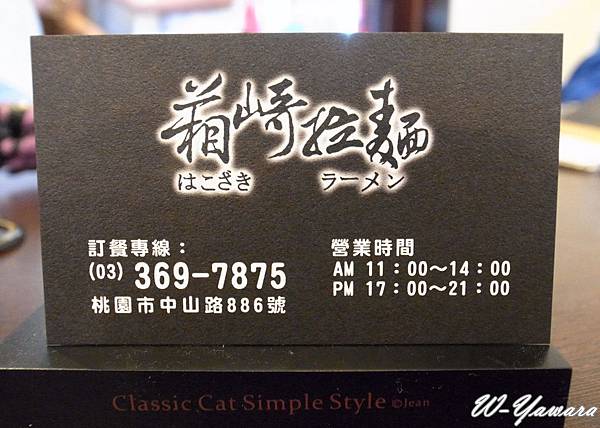 箱崎拉麵
はこざき ラーメン
訂餐專線：
(03) 369-7875
桃園市中山路886號
營業時間
AM 11：00～14：00
PM 17：00～21：00
Classic Cat Simple Style ©Jean
W-Yawara